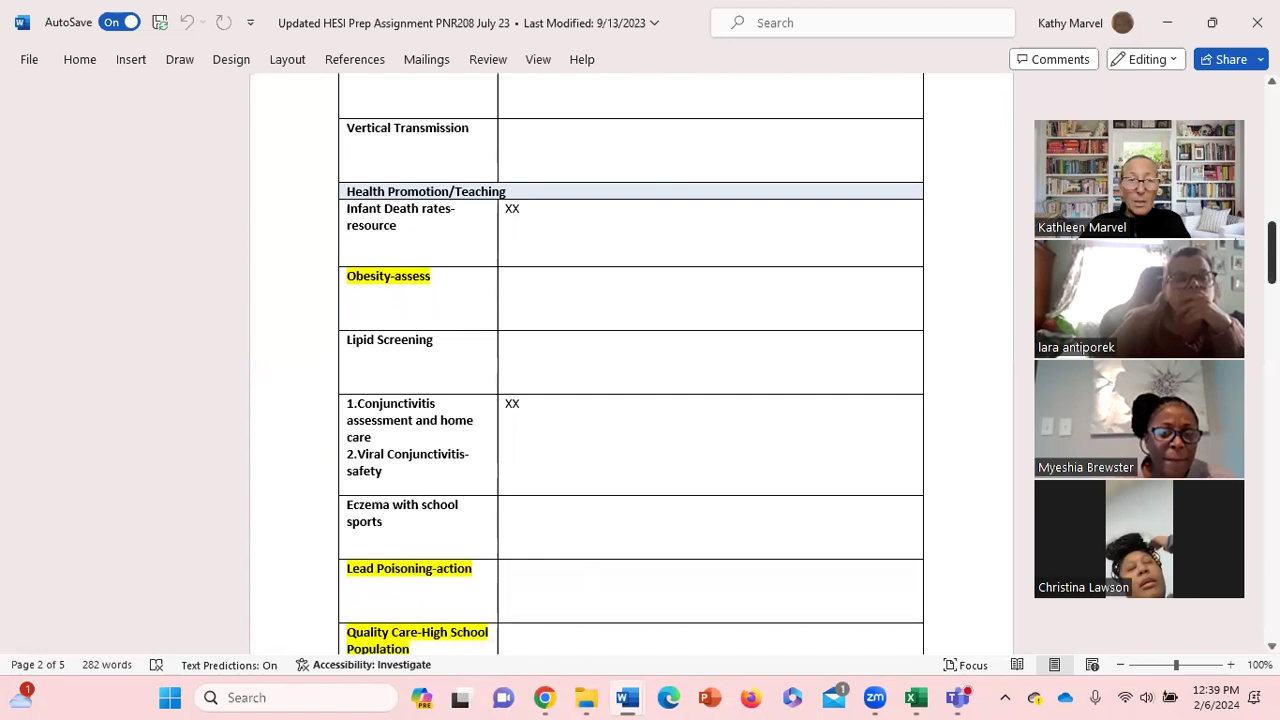 AutoSave On Updated HESI Prep Assignment PNR208 July 23 • Last Modified: 9/13/2023 Search Kathy Marvel
File Home Insert Draw Design Layout References Mailings Review View Help Comments Editing Share
Vertical Transmission
Health Promotion/Teaching
Infant Death rates- XX
resource
Obesity-assess
Lipid Screening
1.Conjunctivitis XX
assessment and home
care
2.Viral Conjunctivitis-
safety
Eczema with school
sports
Lead Poisoning-action
Quality Care-High School
Population
Kathleen Marvel
lara antiporek
Myeshia Brewster
Christina Lawson
Page 2 of 5 282 words Text Predictions: On Accessibility: Investigate Focus 100%
1 Search PRE W P 1 zm X T 12:39 PM
2/6/2024